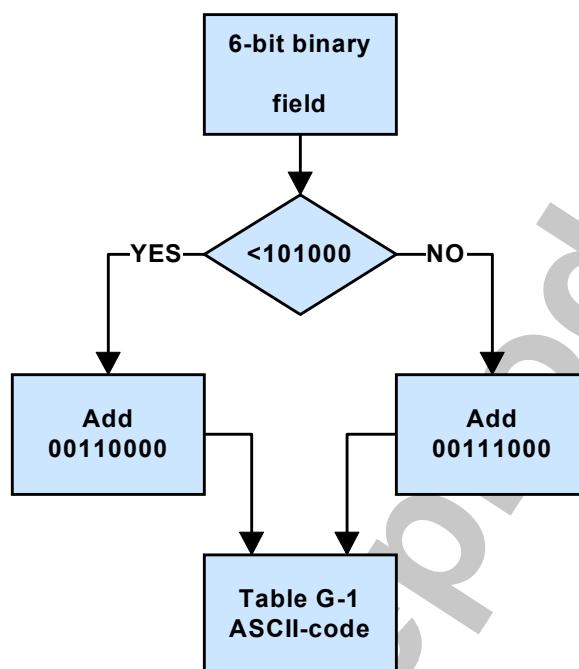 6-bit binary
field
<101000
YES
NO
Add
00110000
Add
00111000
Table G-1
ASCII-code